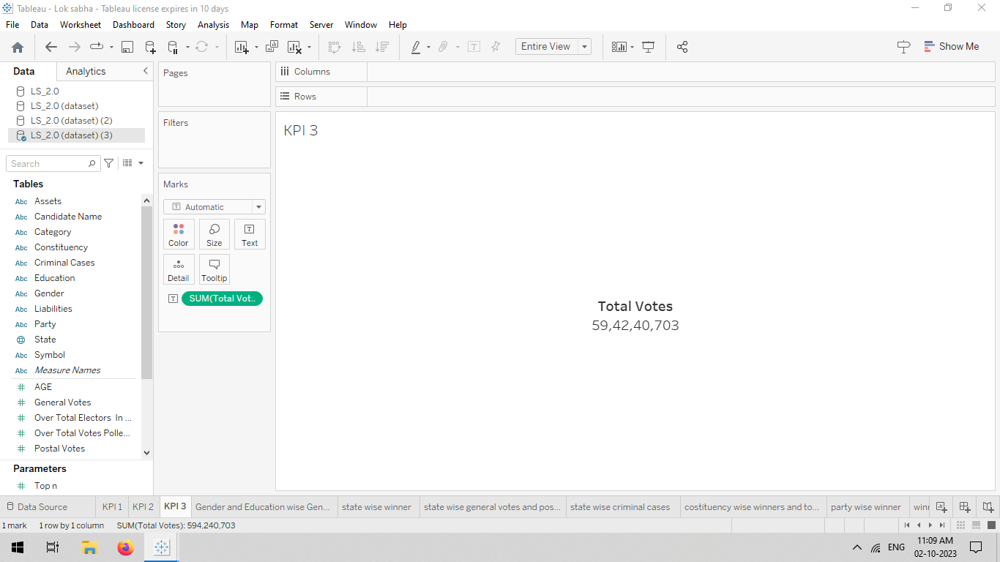 Tableau - Lok sabha - Tableau license expires in 10 days
File Data Worksheet Dashboard Story Analysis Map Format Server Window Help
Entire View
Show Me
Data Analytics
LS_2.0
LS_2.0 (dataset)
LS_2.0 (dataset) (2)
LS_2.0 (dataset) (3)
Search
Tables
Abc Assets
Abc Candidate Name
Abc Category
Abc Constituency
Abc Criminal Cases
Abc Education
Abc Gender
Abc Liabilities
Abc Party
State
Abc Symbol
Abc Measure Names
AGE
General Votes
Over Total Electors In ...
Over Total Votes Polle...
Postal Votes
Parameters
Top n
Pages
Filters
Marks
Automatic
Color Size Text
Detail Tooltip
SUM(Total Vot..
Columns
Rows
KPI 3
Total Votes
59,42,40,703
Data Source KPI 1 KPI 2 KPI 3 Gender and Education wise Gen... state wise winner state wise general votes and pos... state wise criminal cases costituency wise winners and to... party wise winner
1 mark 1 row by 1 column SUM(Total Votes): 594,240,703
ENG
11:09 AM
02-10-2023